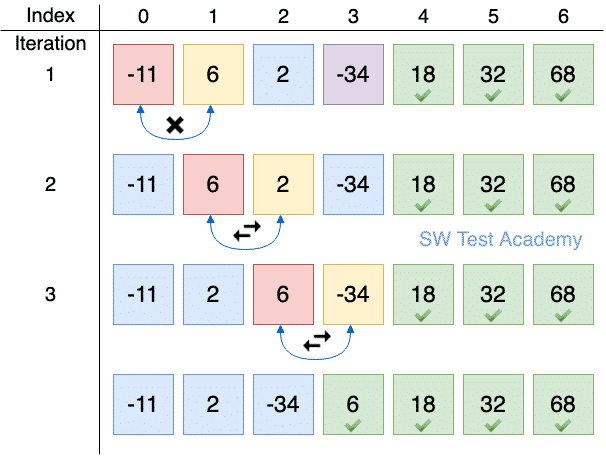 Index 0 1 2 3 4 5 6
Iteration
1 -11 6 2 -34 18 32 68
2 -11 6 2 -34 18 32 68
SW Test Academy
3 -11 2 6 -34 18 32 68
-11 2 -34 6 18 32 68